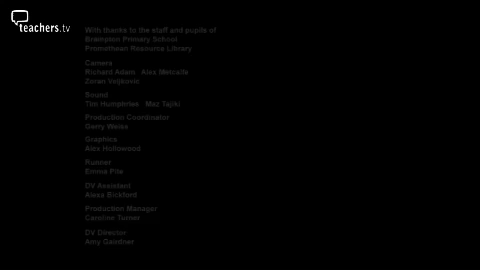 teachers.tv
With thanks to the staff and pupils of
Brampton Primary School
Promethean Resource Library
Camera
Richard Adam Alex Metcalfe
Zoran Veljkovic
Sound
Tim Humphries Maz Tajiki
Production Coordinator
Gerry Weiss
Graphics
Alex Hollowood
Runner
Emma Pile
DV Assistant
Alexa Bickford
Production Manager
Caroline Turner
DV Director
Amy Gairdner